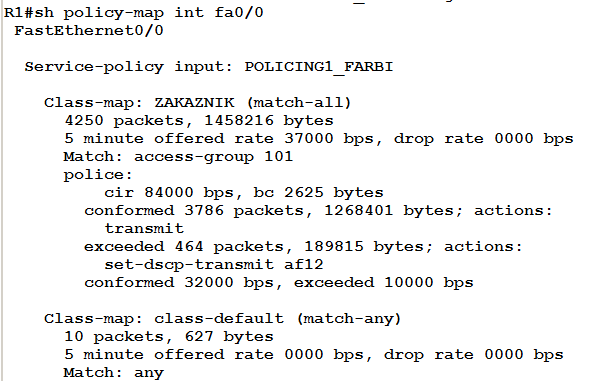 R1#sh policy-map int fa0/0
FastEthernet0/0
Service-policy input: POLICING1_FARBI
Class-map: ZAKAZNIK (match-all)
4250 packets, 1458216 bytes
5 minute offered rate 37000 bps, drop rate 0000 bps
Match: access-group 101
police:
cir 84000 bps, bc 2625 bytes
conformed 3786 packets, 1268401 bytes; actions:
transmit
exceeded 464 packets, 189815 bytes; actions:
set-dscp-transmit af12
conformed 32000 bps, exceeded 10000 bps
Class-map: class-default (match-any)
10 packets, 627 bytes
5 minute offered rate 0000 bps, drop rate 0000 bps
Match: any